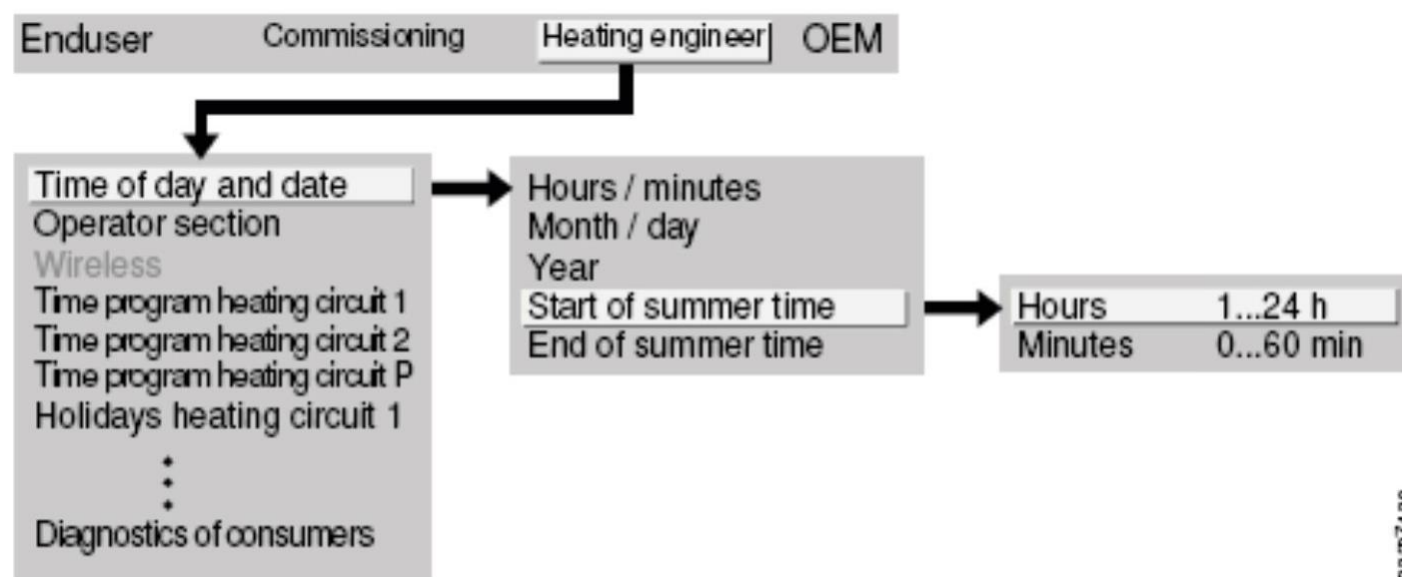 Enduser Commissioning Heating engineer OEM
Time of day and date
Operator section
Wireless
Time program heating circuit 1
Time program heating circuit 2
Time program heating circuit P
Holidays heating circuit 1
Diagnostics of consumers
Hours / minutes
Month / day
Year
Start of summer time
End of summer time
Hours 1...24 h
Minutes 0...60 min